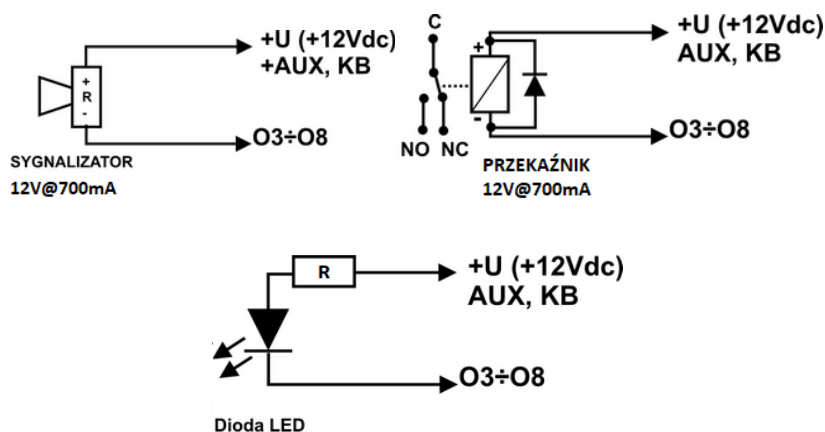 +U (+12Vdc)
+AUX, KB
+
R
-
O3÷O8
SYGNALIZATOR
12V@700mA
C
+
+U (+12Vdc)
AUX, KB
-
O3÷O8
NO NC
PRZEKAŹNIK
12V@700mA
R
+U (+12Vdc)
AUX, KB
O3÷O8
Dioda LED